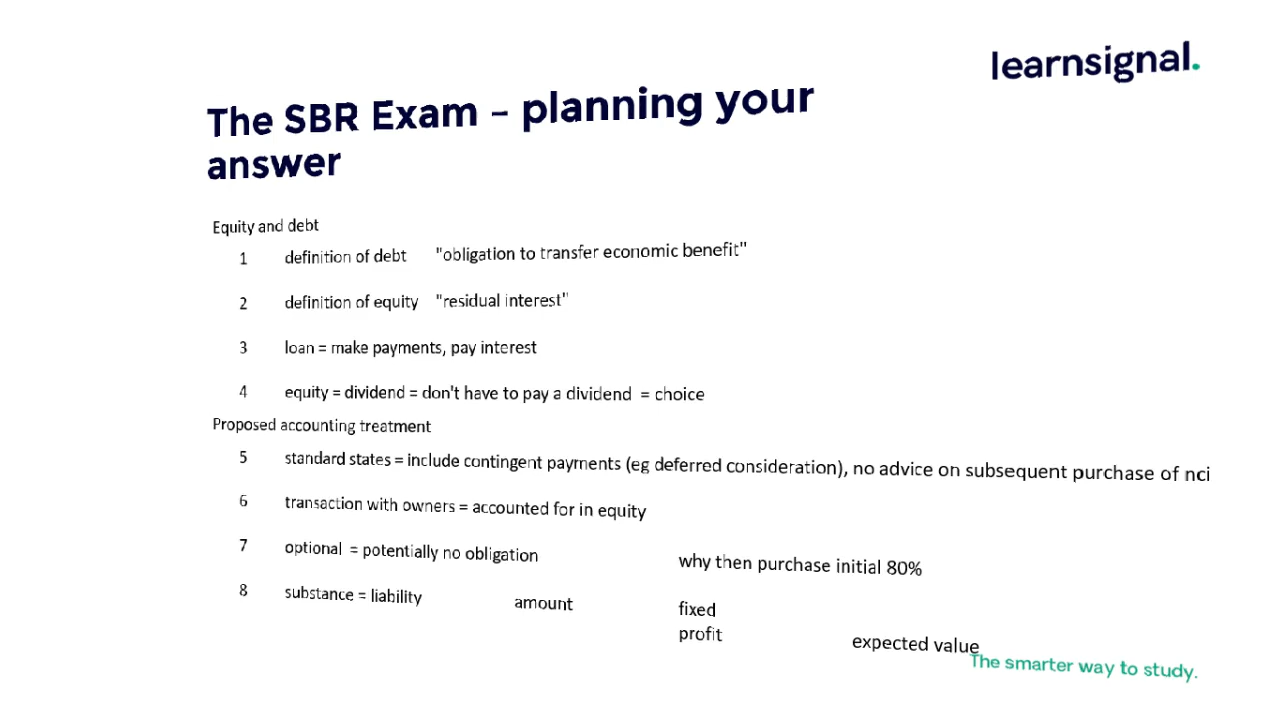 learnsignal.
The SBR Exam – planning your
answer
Equity and debt
1 definition of debt "obligation to transfer economic benefit"
2 definition of equity "residual interest"
3 loan = make payments, pay interest
4 equity = dividend = don't have to pay a dividend = choice
Proposed accounting treatment
5 standard states = include contingent payments (eg deferred consideration), no advice on subsequent purchase of nci
6 transaction with owners = accounted for in equity
7 optional = potentially no obligation why then purchase initial 80%
8 substance = liability amount fixed
profit expected value
The smarter way to study.